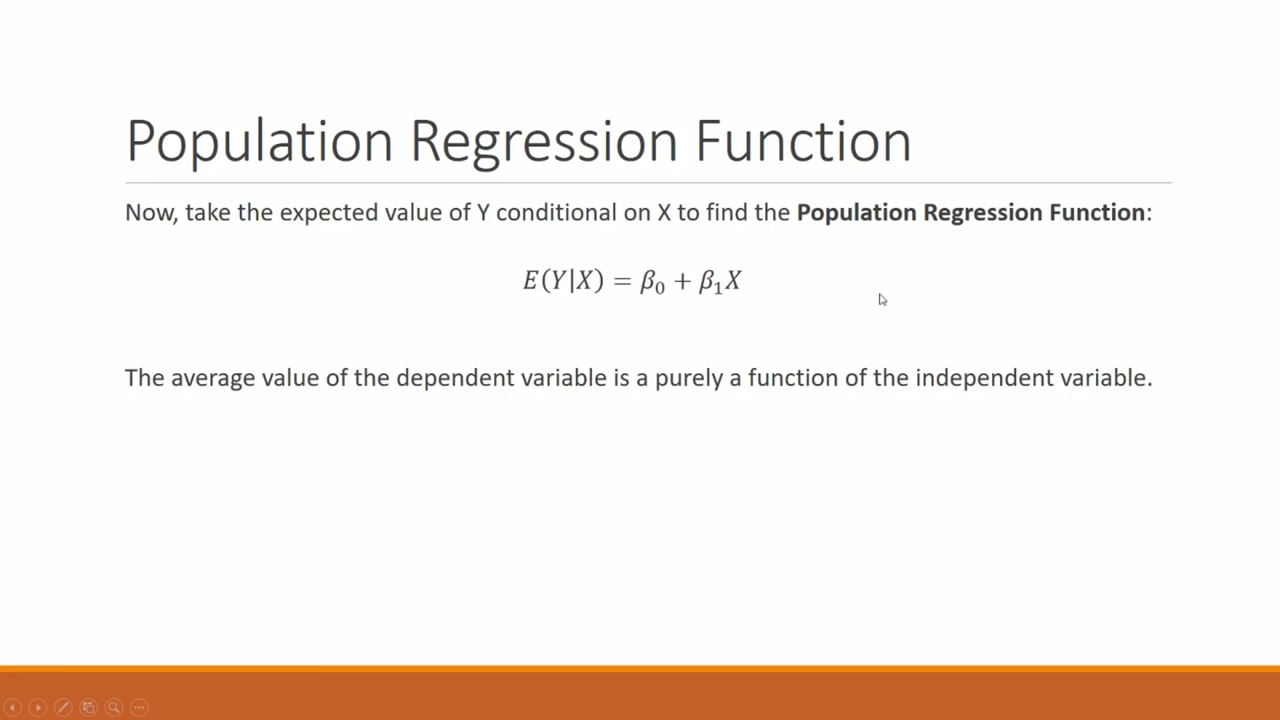 Population Regression Function
Now, take the expected value of Y conditional on X to find the Population Regression Function:
E(Y|X) = β₀ + β₁X
The average value of the dependent variable is a purely a function of the independent variable.